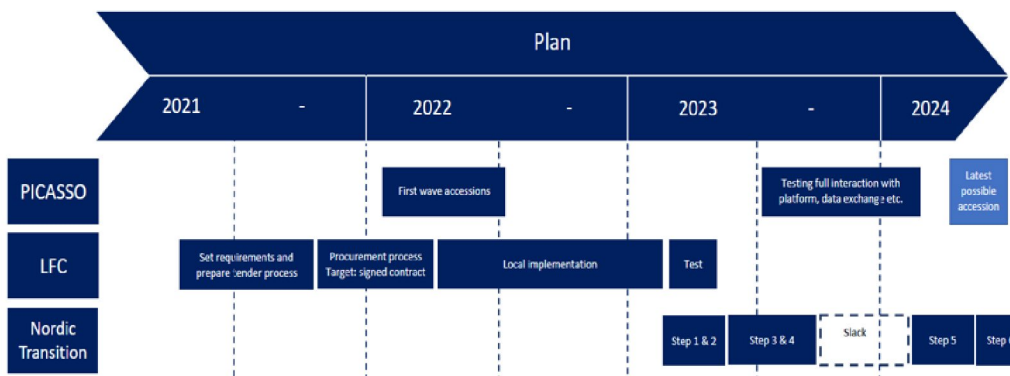 Plan
2021 - 2022 - 2023 - 2024
PICASSO
First wave accessions
Testing full interaction with
platform, data exchange etc.
Latest
possible
accession
LFC
Set requirements and
prepare tender process
Procurement process
Target: signed contract
Local implementation
Test
Nordic
Transition
Step 1 & 2
Step 3 & 4
Slack
Step 5
Step